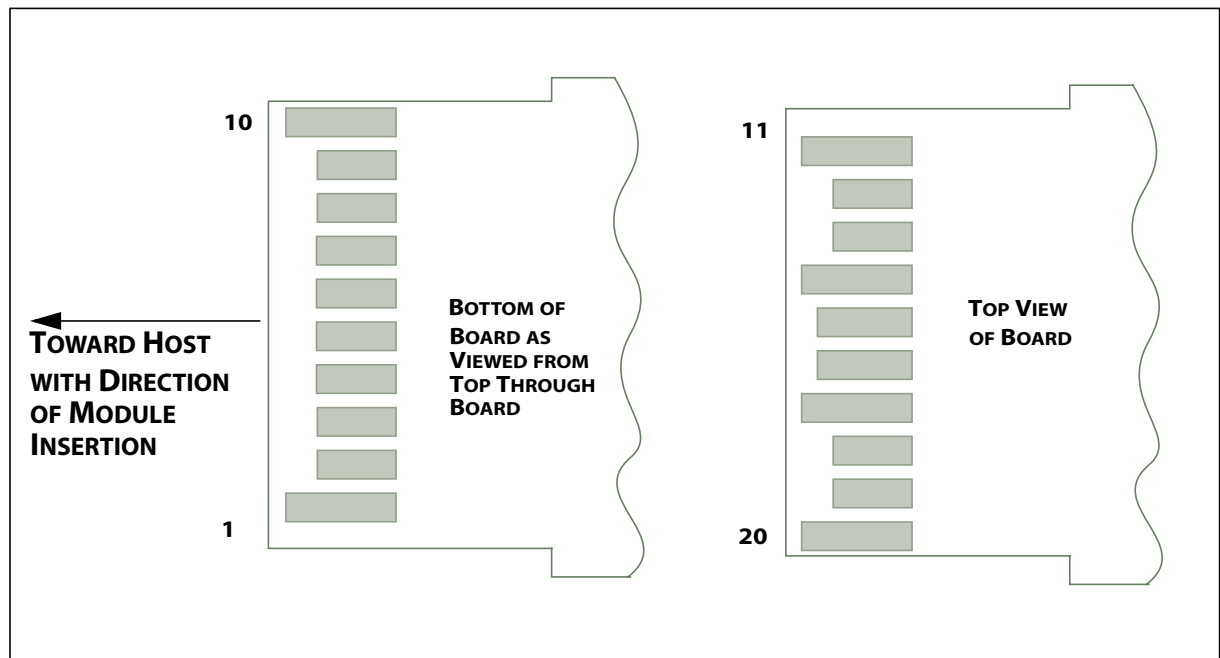 10
1
TOWARD HOST
WITH DIRECTION
OF MODULE
INSERTION
BOTTOM OF
BOARD AS
VIEWED FROM
TOP THROUGH
BOARD
11
20
TOP VIEW
OF BOARD